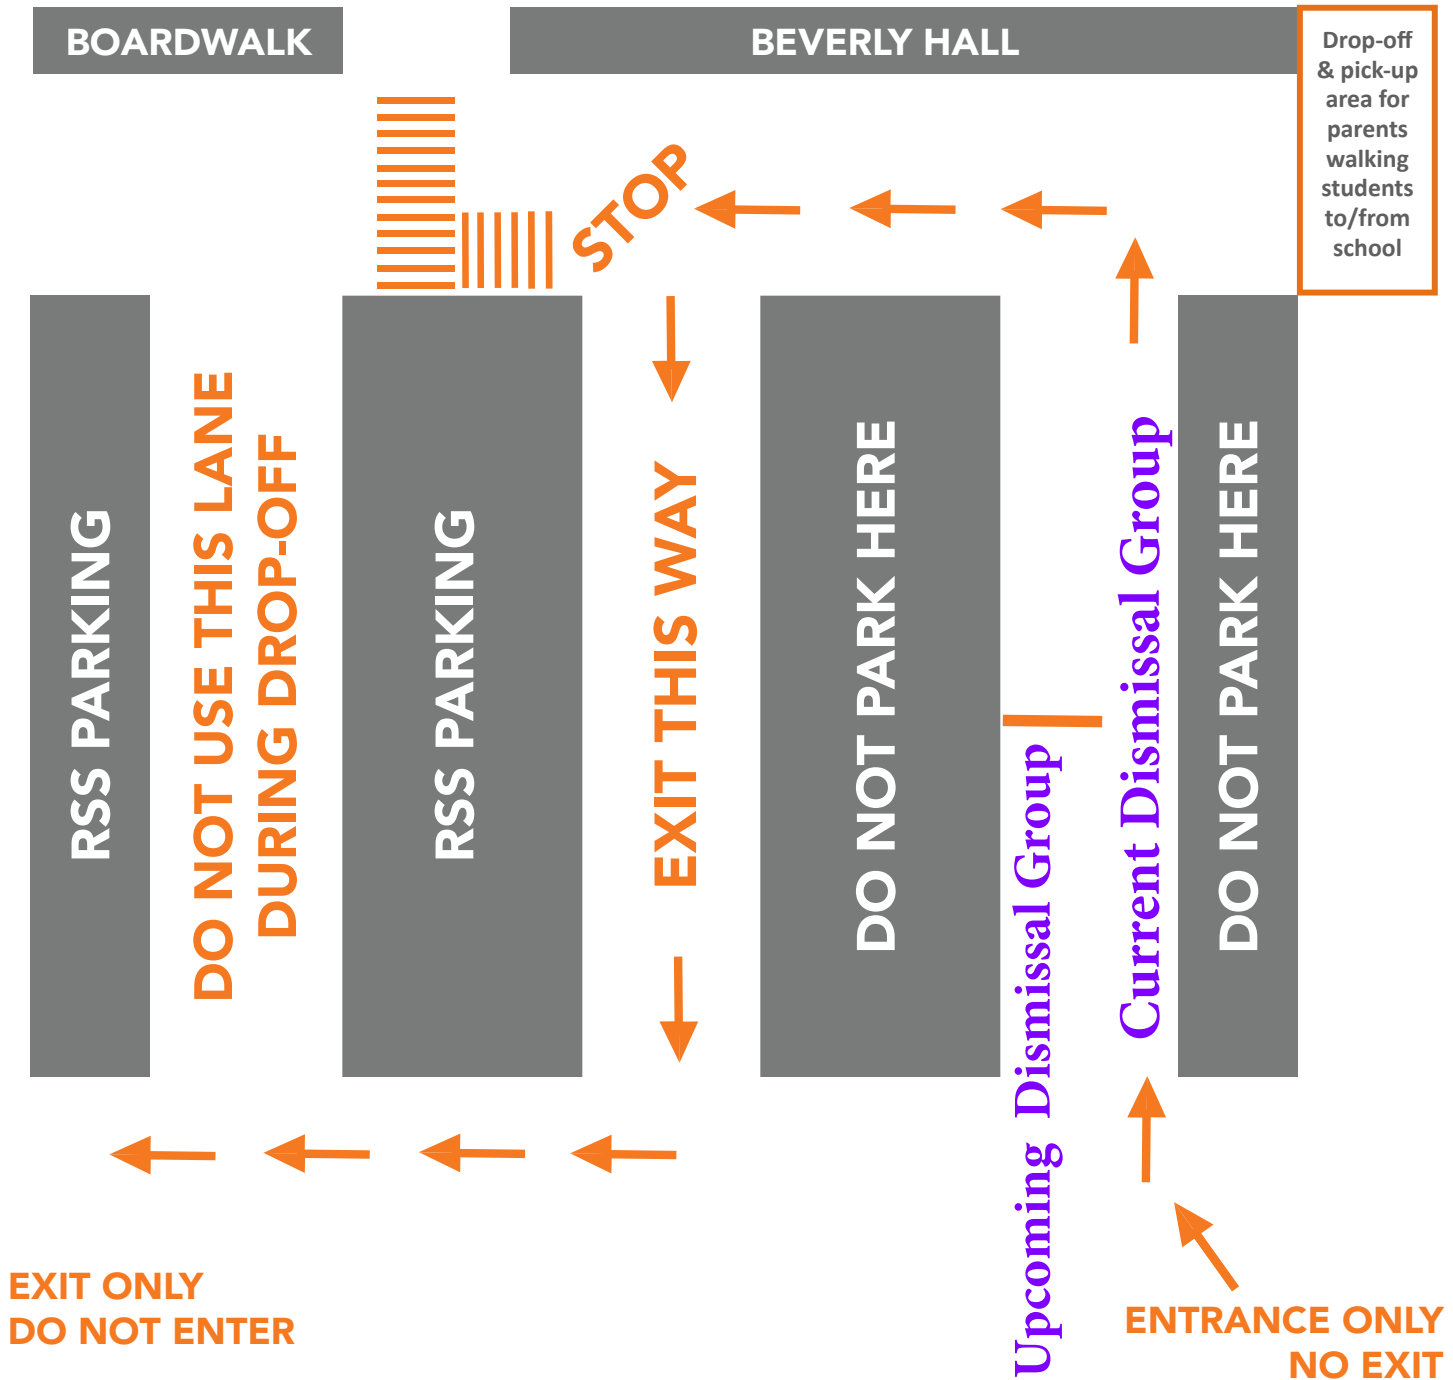 BOARDWALK
BEVERLY HALL
Drop-off
& pick-up
area for
parents
walking
students
to/from
school
STOP
RSS PARKING
DO NOT USE THIS LANE
DURING DROP-OFF
RSS PARKING
EXIT THIS WAY
DO NOT PARK HERE
Upcoming Dismissal Group
Current Dismissal Group
DO NOT PARK HERE
EXIT ONLY
DO NOT ENTER
ENTRANCE ONLY
NO EXIT